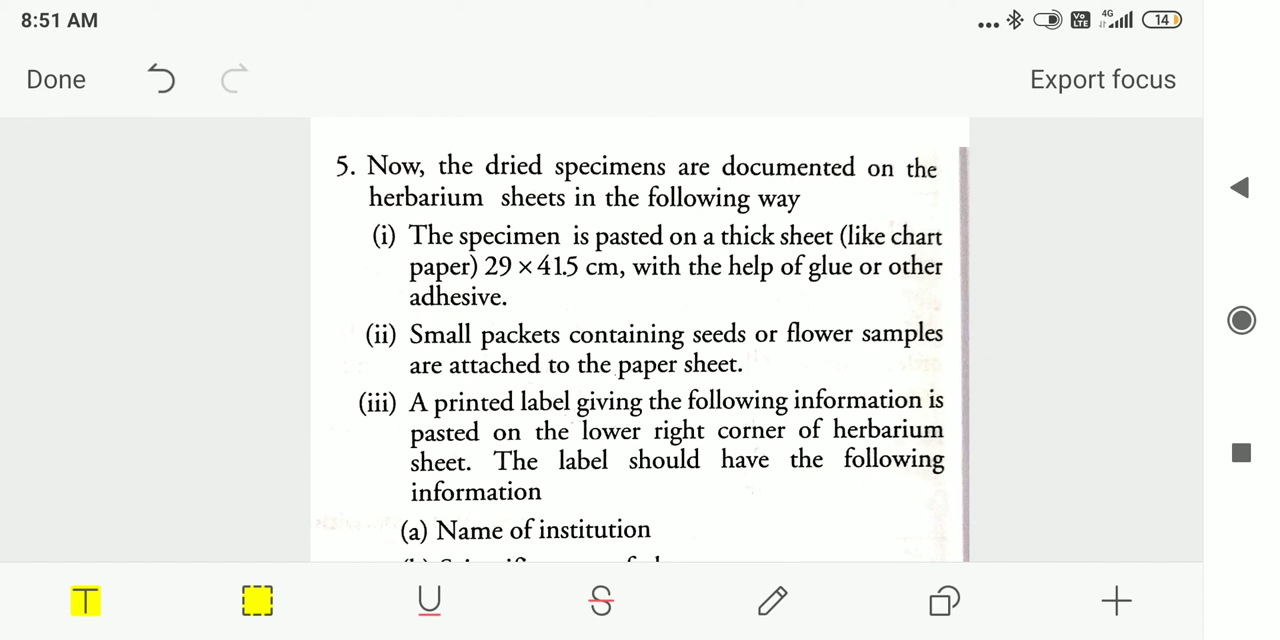 8:51 AM
4G
Vo LTE
14
Done
Export focus
5. Now, the dried specimens are documented on the
herbarium sheets in the following way
(i) The specimen is pasted on a thick sheet (like chart
paper) 29 × 41.5 cm, with the help of glue or other
adhesive.
(ii) Small packets containing seeds or flower samples
are attached to the paper sheet.
(iii) A printed label giving the following information is
pasted on the lower right corner of herbarium
sheet. The label should have the following
information
(a) Name of institution
T
U
S